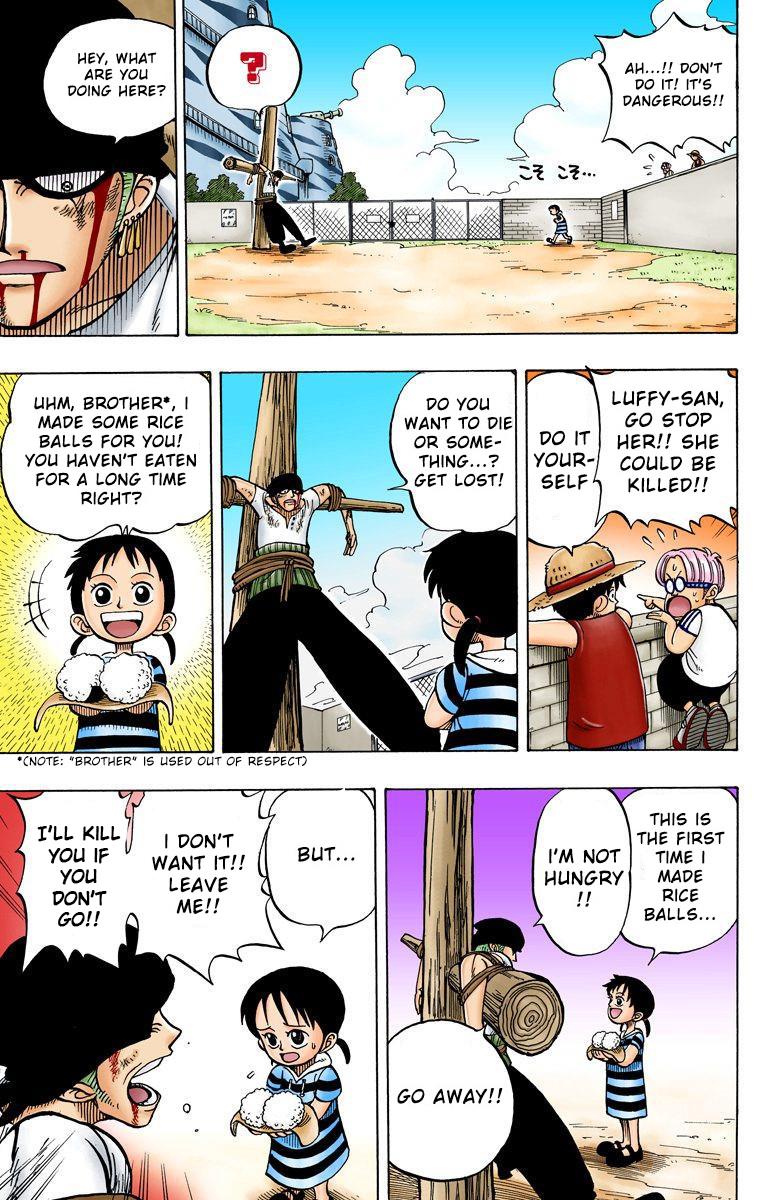 AH...!! DON'T
DO IT! IT'S
DANGEROUS!!
こそ こそ…
?
HEY, WHAT
ARE YOU
DOING HERE?
LUFFY-SAN,
GO STOP
HER!! SHE
COULD BE
KILLED!!
DO IT
YOUR-
SELF
DO YOU
WANT TO DIE
OR SOME-
THING...?
GET LOST!
UHM, BROTHER*, I
MADE SOME RICE
BALLS FOR YOU!
YOU HAVEN'T EATEN
FOR A LONG TIME
RIGHT?
*(NOTE: "BROTHER" IS USED OUT OF RESPECT)
THIS IS
THE FIRST
TIME I
MADE
RICE
BALLS...
I'M NOT
HUNGRY
!!
GO AWAY!!
BUT...
I DON'T
WANT IT!!
LEAVE
ME!!
I'LL KILL
YOU IF
YOU
DON'T
GO!!